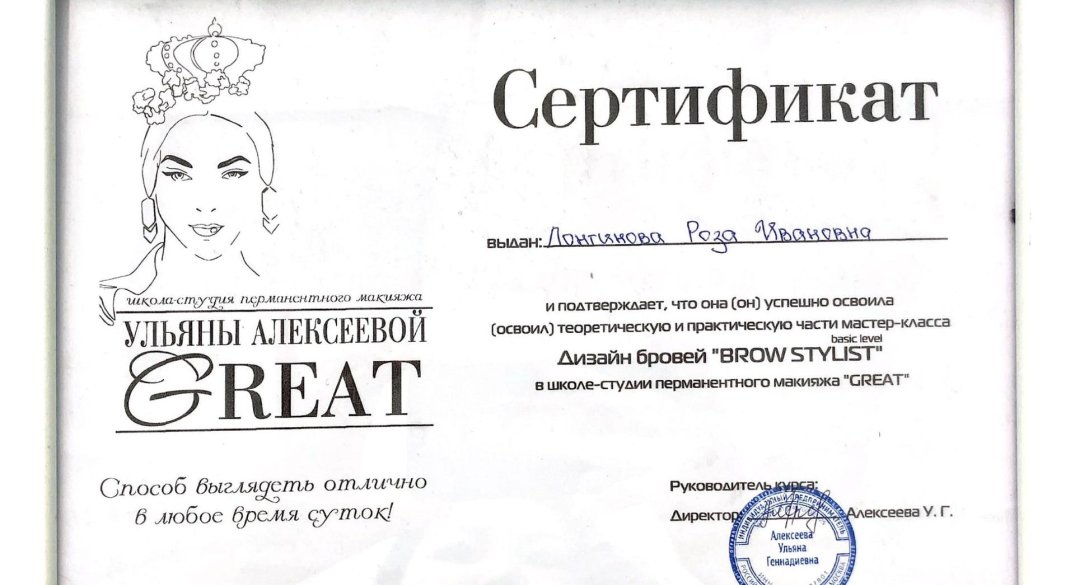 Сертификат
выдан: Лонгинова Роза Ивановна
и подтверждает, что она (он) успешно освоила
(освоил) теоретическую и практическую части мастер-класса
basic level
Дизайн бровей "BROW STYLIST"
в школе-студии перманентного макияжа "GREAT"
школа-студия перманентного макияжа
УЛЬЯНЫ АЛЕКСЕЕВОЙ
GREAT
Способ выглядеть отлично
в любое время суток!
Руководитель курса:
Директор: Алексеева У. Г.
ИНДИВИДУАЛЬНЫЙ ПРЕДПРИНИМАТЕЛЬ
Алексеева
Ульяна
Геннадиевна